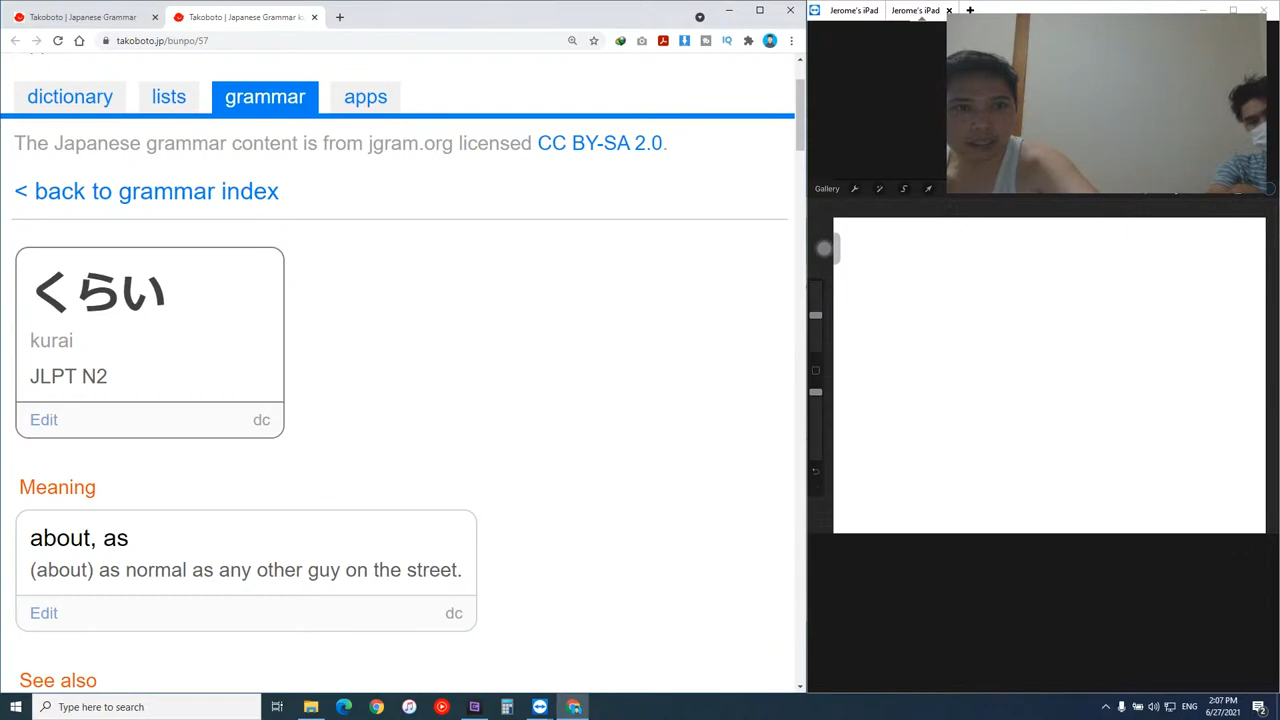 Takoboto | Japanese Grammar
Takoboto | Japanese Grammar k
Jerome's iPad
Jerome's iPad
takoboto.jp/bunpo/57
dictionary
lists
grammar
apps
The Japanese grammar content is from jgram.org licensed CC BY-SA 2.0.
< back to grammar index
Gallery
くらい
kurai
JLPT N2
Edit
dc
Meaning
about, as
(about) as normal as any other guy on the street.
Edit
dc
See also
Type here to search
ENG
2:07 PM
6/27/2021
2